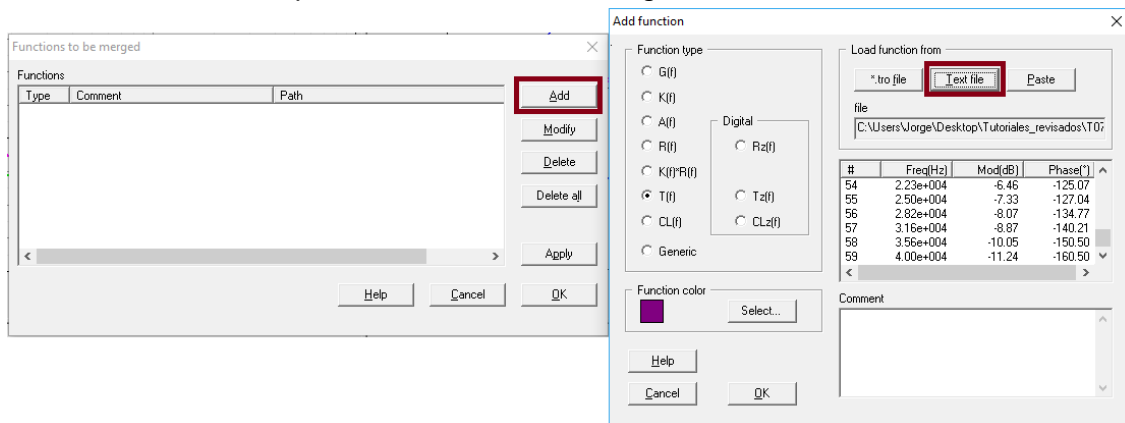 Functions to be merged
Functions
Type Comment Path
Add
Modify
Delete
Delete all
Apply
Help Cancel OK
Add function
Function type
G(f)
K(f)
A(f)
R(f)
K(f)*R(f)
T(f)
CL(f)
Generic
Digital
Rz(f)
Tz(f)
CLz(f)
Function color
Select...
Help
Cancel OK
Load function from
*.tro file Text file Paste
file
C:\Users\Jorge\Desktop\Tutoriales_revisados\T07
# Freq(Hz) Mod(dB) Phase(°)
54 2.23e+004 -6.46 -125.07
55 2.50e+004 -7.33 -127.04
56 2.82e+004 -8.07 -134.77
57 3.16e+004 -8.87 -140.21
58 3.56e+004 -10.05 -150.50
59 4.00e+004 -11.24 -160.50
Comment